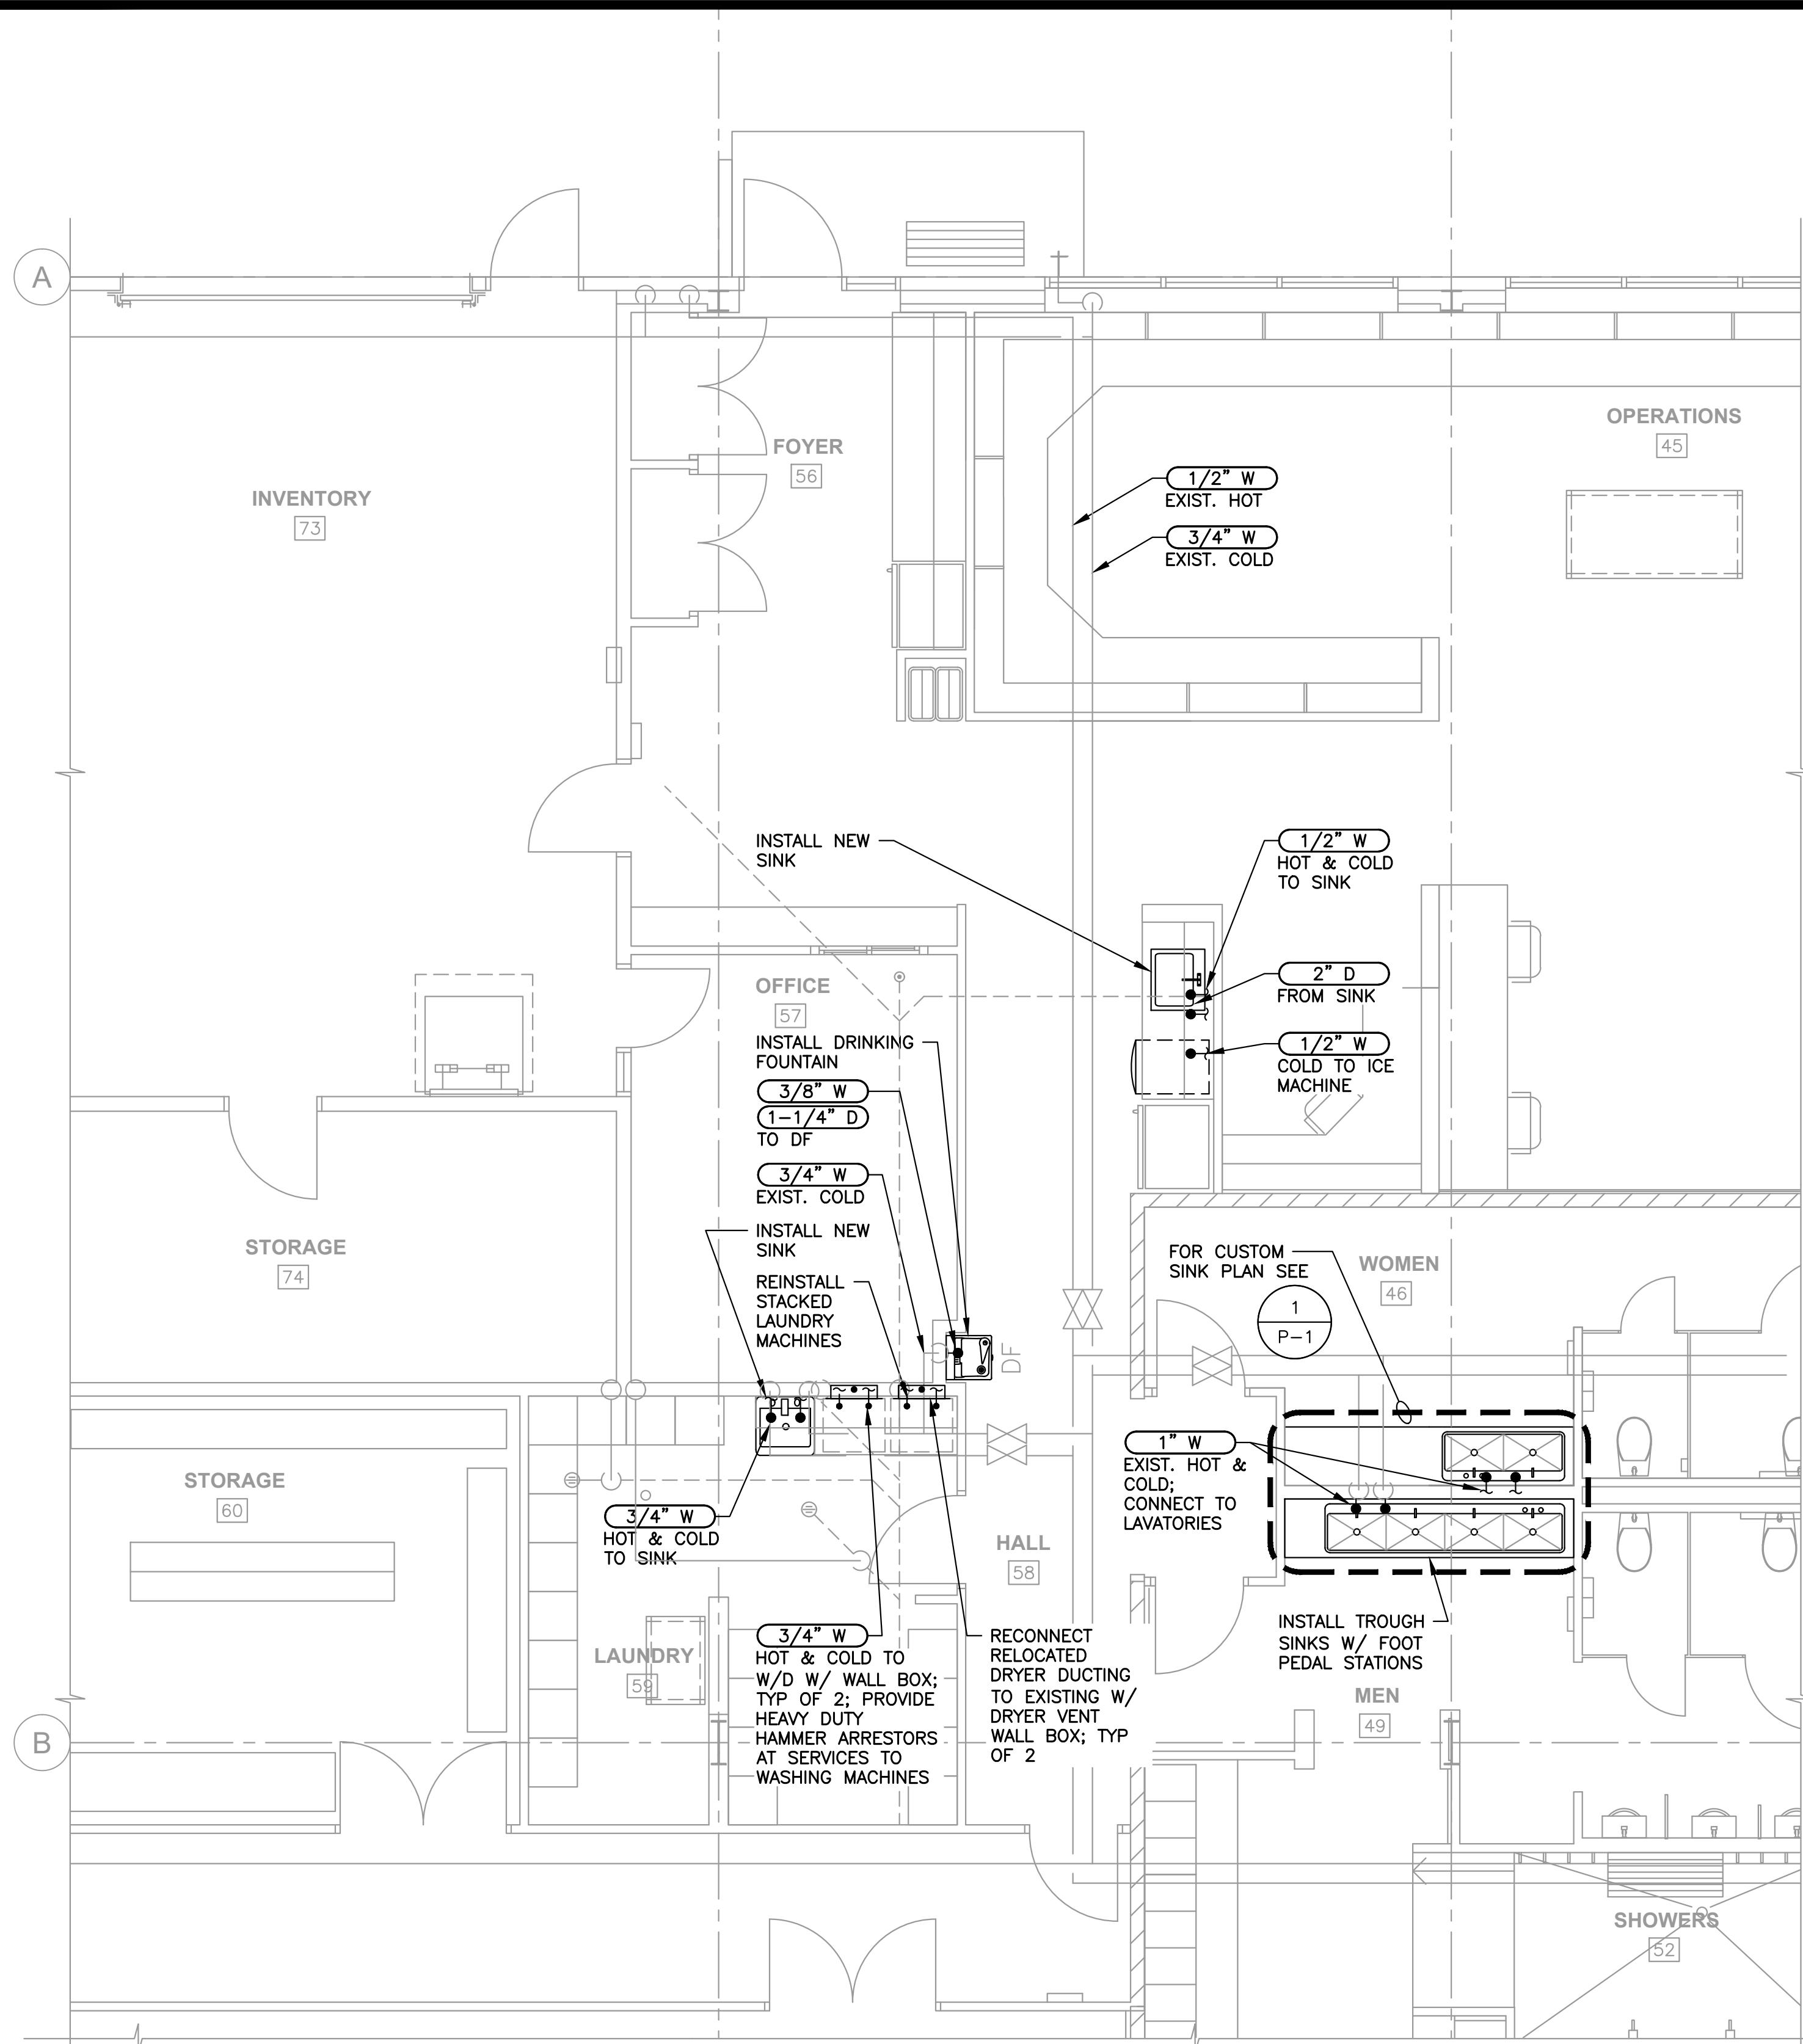 A
OPERATIONS
45
FOYER
56
1/2" W
EXIST. HOT
3/4" W
EXIST. COLD
INVENTORY
73
INSTALL NEW
SINK
1/2" W
HOT & COLD
TO SINK
2" D
FROM SINK
1/2" W
COLD TO ICE
MACHINE
OFFICE
57
INSTALL DRINKING
FOUNTAIN
3/8" W
1-1/4" D
TO DF
3/4" W
EXIST. COLD
INSTALL NEW
SINK
REINSTALL
STACKED
LAUNDRY
MACHINES
DF
STORAGE
74
FOR CUSTOM
SINK PLAN SEE
1
P-1
WOMEN
46
1" W
EXIST. HOT &
COLD;
CONNECT TO
LAVATORIES
STORAGE
60
3/4" W
HOT & COLD
TO SINK
HALL
58
INSTALL TROUGH
SINKS W/ FOOT
PEDAL STATIONS
LAUNDRY
59
3/4" W
HOT & COLD TO
W/D W/ WALL BOX;
TYP OF 2; PROVIDE
HEAVY DUTY
HAMMER ARRESTORS
AT SERVICES TO
WASHING MACHINES
RECONNECT
RELOCATED
DRYER DUCTING
TO EXISTING W/
DRYER VENT
WALL BOX; TYP
OF 2
MEN
49
B
SHOWERS
52